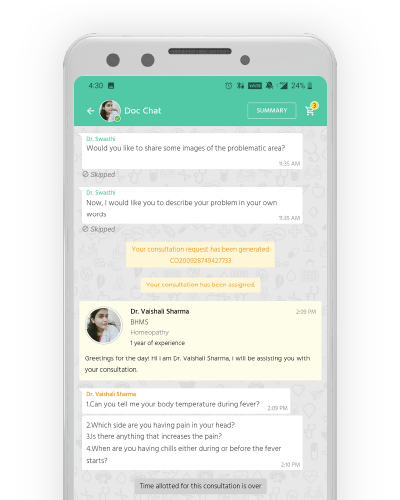 4:30
24%
Doc Chat
SUMMARY
3
Dr. Swasthi
Would you like to share some images of the problematic area?
11:35 AM
Skipped
Dr. Swasthi
Now, I would like you to describe your problem in your own
words
11:35 AM
Skipped
Your consultation request has been generated
CO200928749427733
Your consultation has been assigned.
Dr. Vaishali Sharma
2:09 PM
BHMS
Homeopathy
1 year of experience
Greetings for the day! Hi I am Dr. Vaishali Sharma, I will be assisting you with
your consultation.
Dr. Vaishali Sharma
1.Can you tell me your body temperature during fever?
2:09 PM
2.Which side are you having pain in your head?
3.Is there anything that increases the pain?
4.When are you having chills either during or before the fever
starts?
2:10 PM
Time allotted for this consultation is over